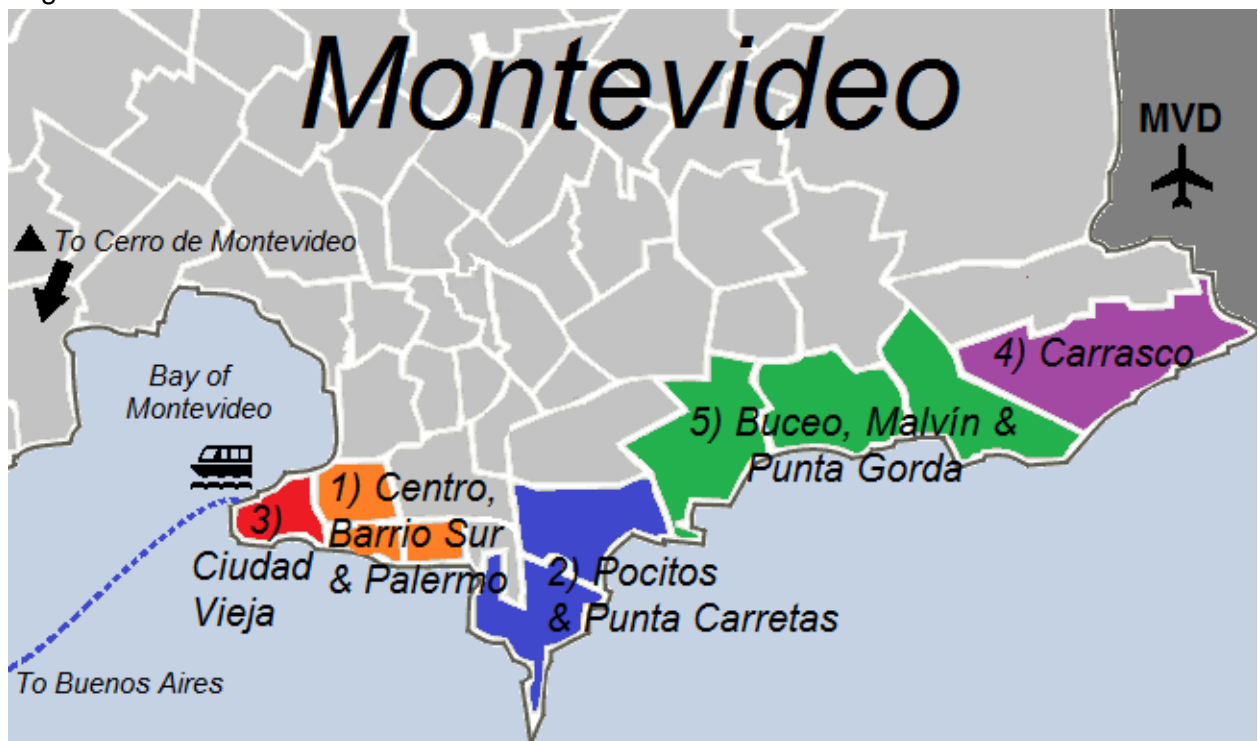 Montevideo
MVD
To Cerro de Montevideo
Bay of
Montevideo
4) Carrasco
5) Buceo, Malvín &
Punta Gorda
1) Centro,
Barrio Sur
& Palermo
3)
Ciudad
Vieja
2) Pocitos
& Punta Carretas
To Buenos Aires